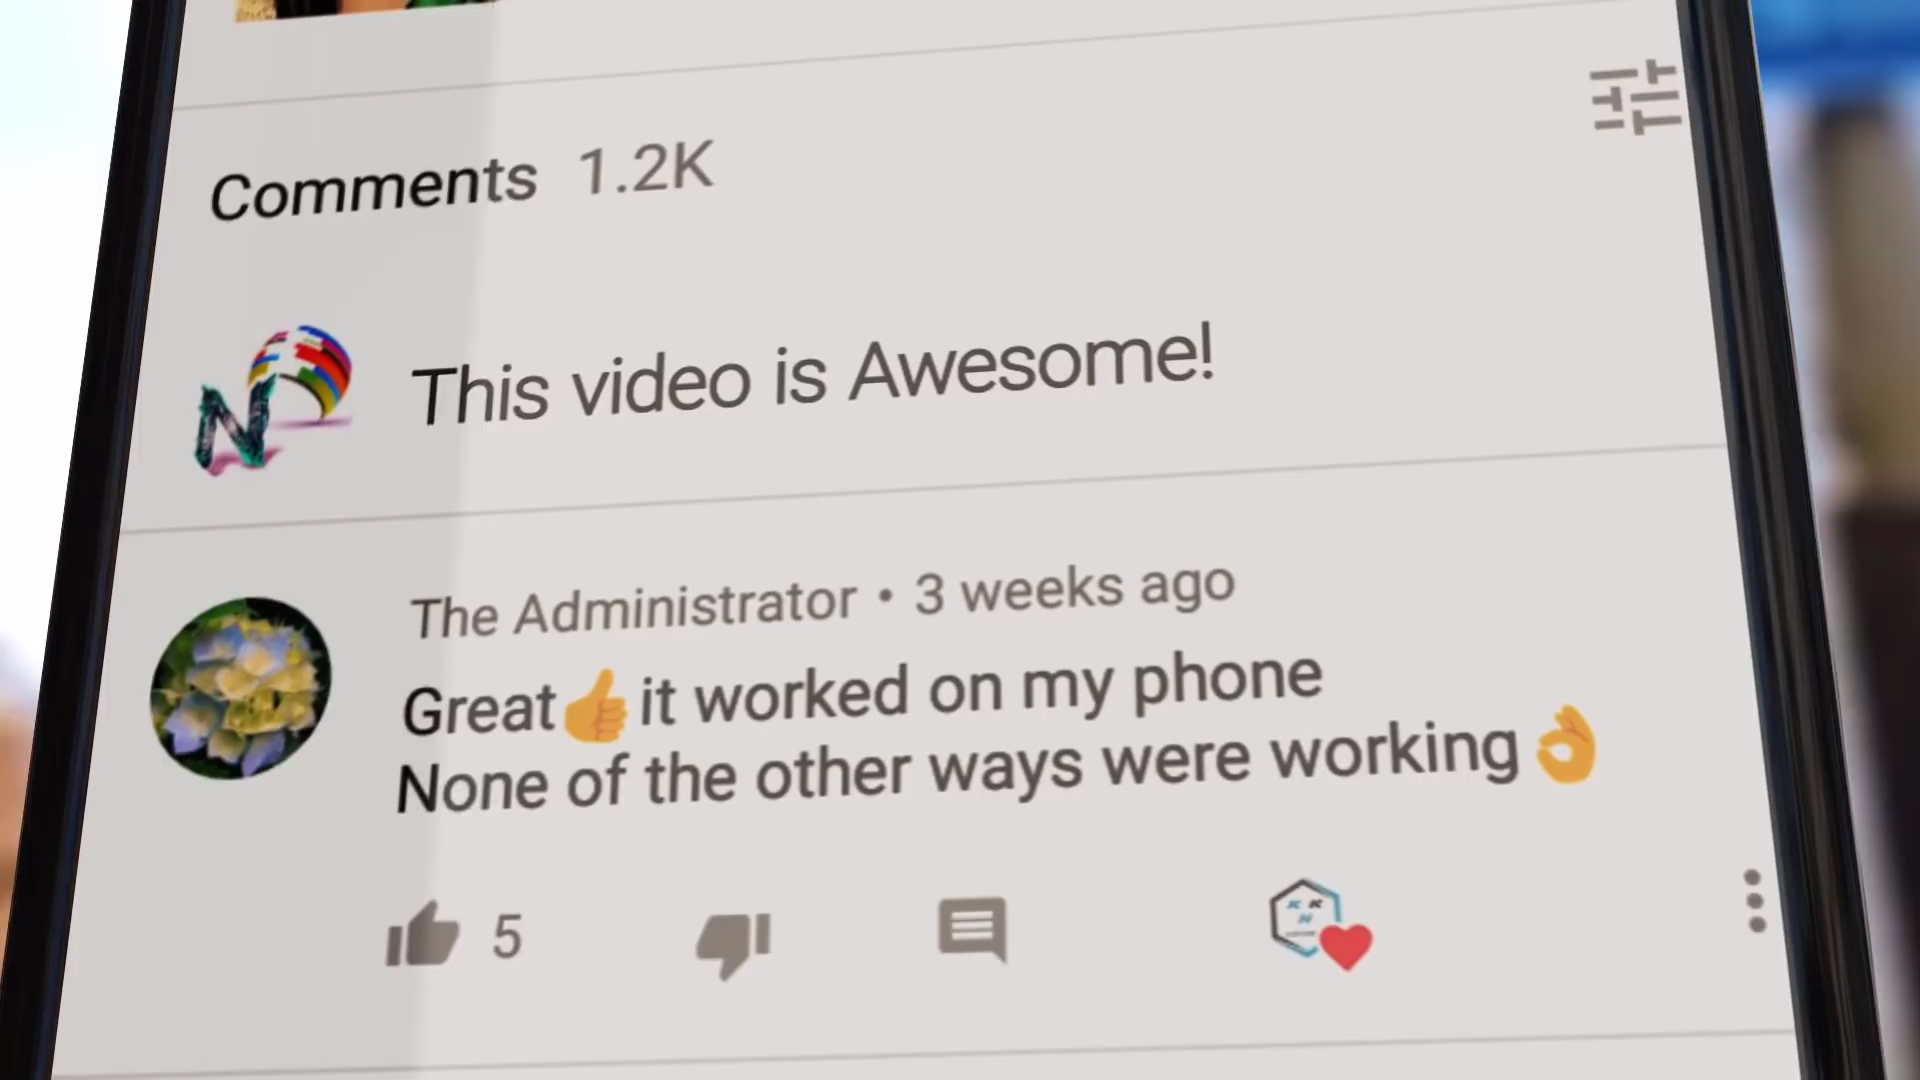 Comments 1.2K
This video is Awesome!
The Administrator • 3 weeks ago
Great👍it worked on my phone
None of the other ways were working👌
5